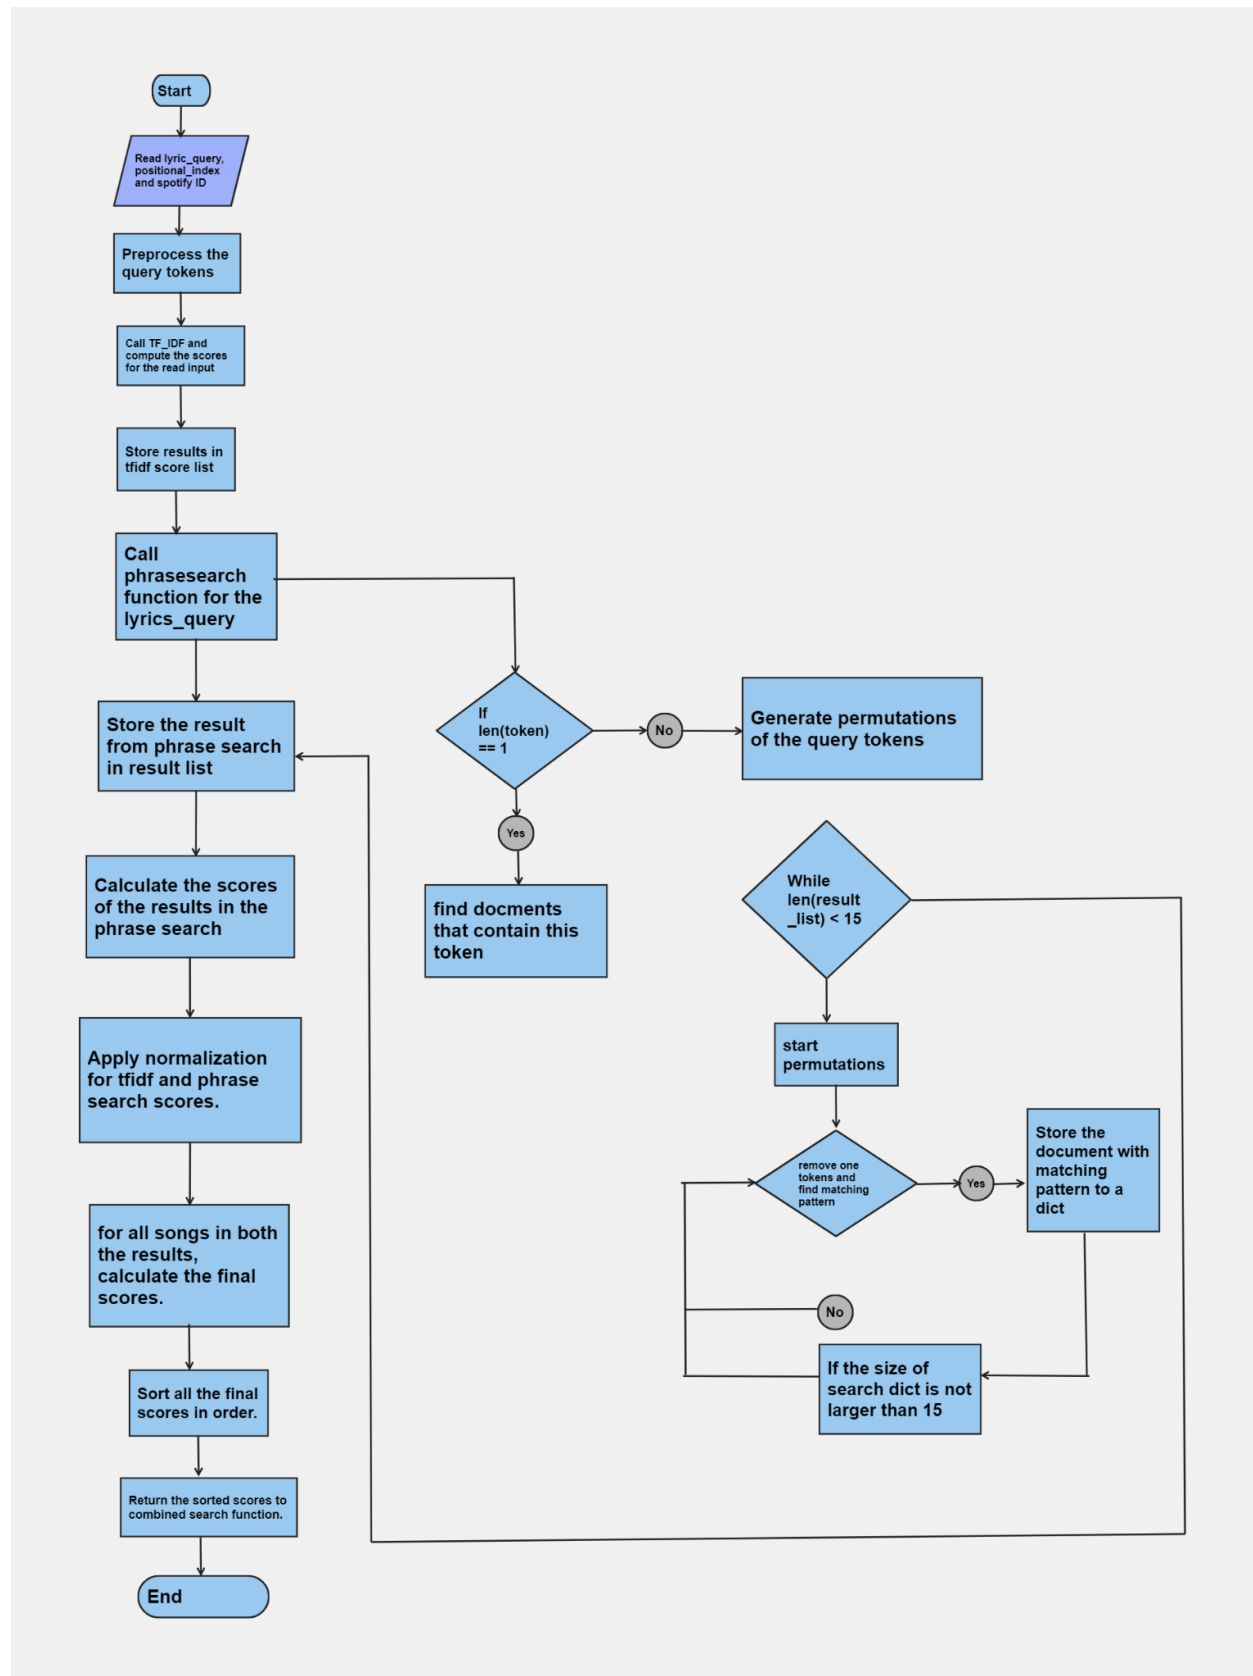 Start
Read lyric_query,
positional_index
and spotify ID
Preprocess the
query tokens
Call TF_IDF and
compute the scores
for the read input
Store results in
tfidf score list
Call
phrasesearch
function for the
lyrics_query
Store the result
from phrase search
in result list
Calculate the scores
of the results in the
phrase search
Apply normalization
for tfidf and phrase
search scores.
for all songs in both
the results,
calculate the final
scores.
Sort all the final
scores in order.
Return the sorted scores to
combined search function.
End
If
len(token)
== 1
No
Generate permutations
of the query tokens
Yes
find docments
that contain this
token
While
len(result
_list) < 15
start
permutations
remove one
tokens and
find matching
pattern
Yes
Store the
document with
matching
pattern to a
dict
No
If the size of
search dict is not
larger than 15